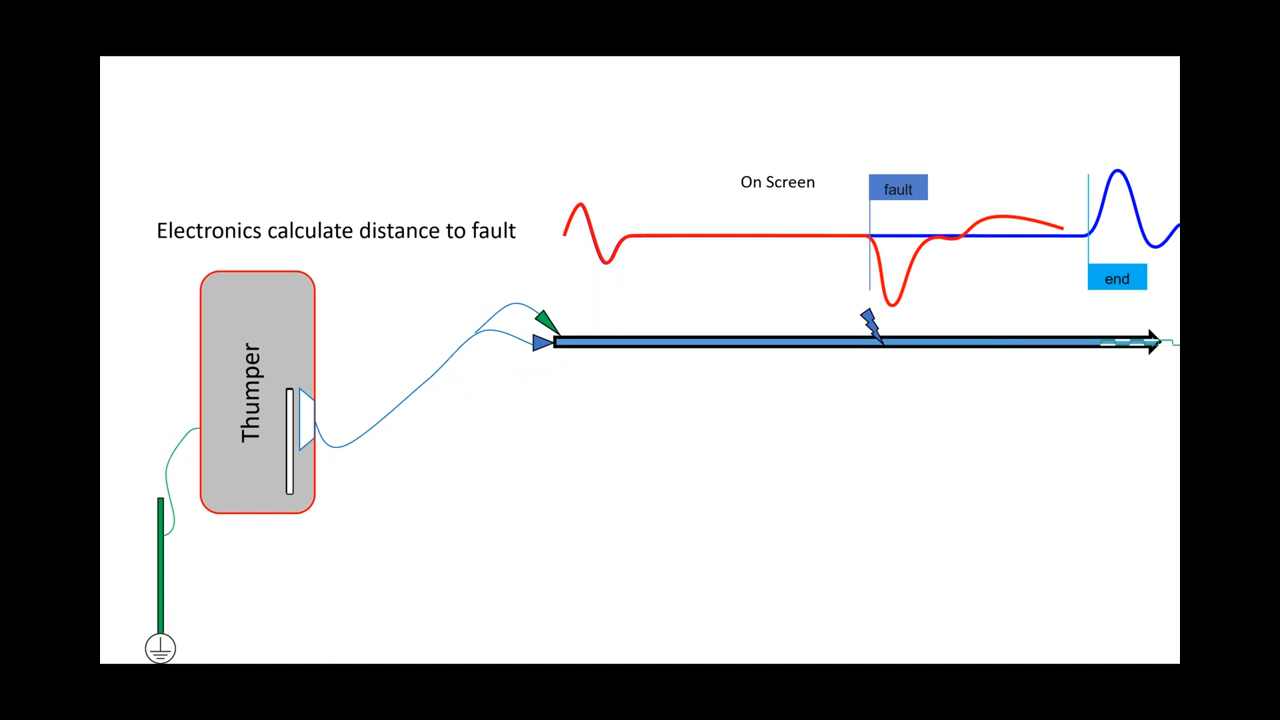 On Screen
fault
Electronics calculate distance to fault
end
Thumper